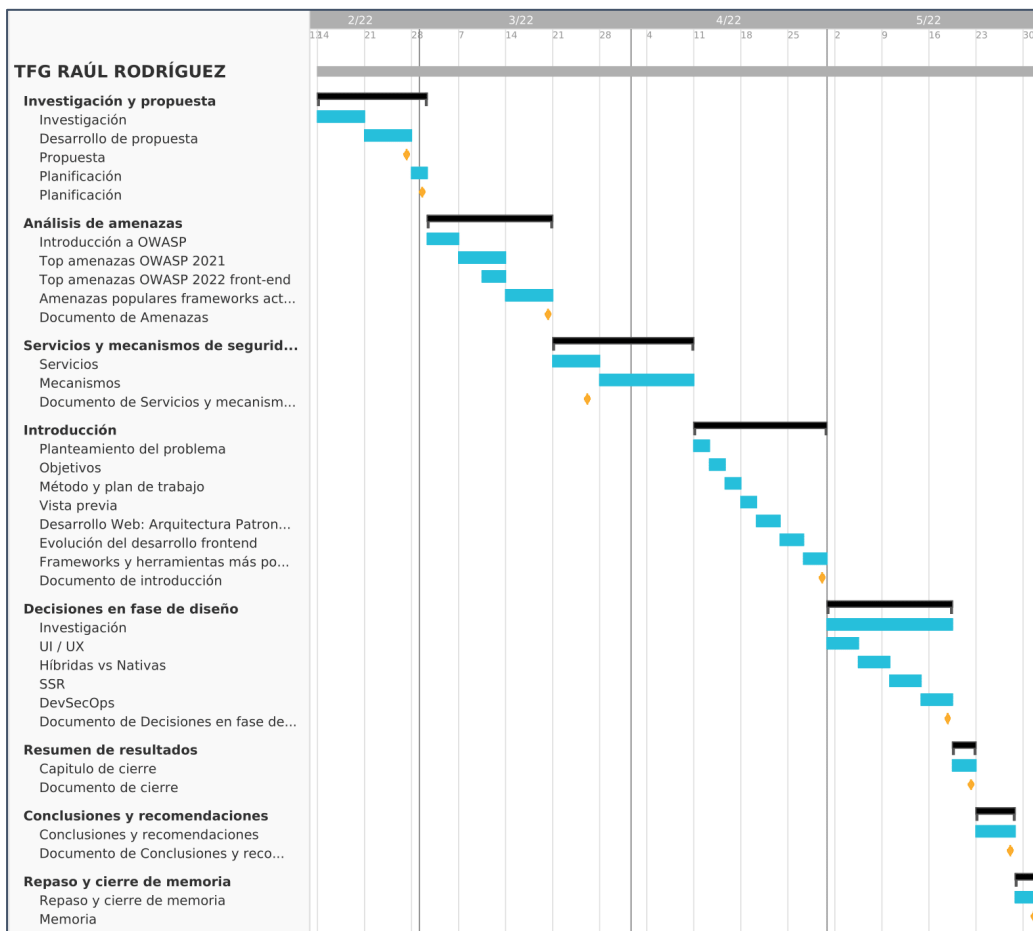 2/22 3/22 4/22 5/22
13 14 21 28 7 14 21 28 4 11 18 25 2 9 16 23 30
TFG RAÚL RODRÍGUEZ
Investigación y propuesta
Investigación
Desarrollo de propuesta
Propuesta
Planificación
Planificación
Análisis de amenazas
Introducción a OWASP
Top amenazas OWASP 2021
Top amenazas OWASP 2022 front-end
Amenazas populares frameworks act...
Documento de Amenazas
Servicios y mecanismos de segurid...
Servicios
Mecanismos
Documento de Servicios y mecanism...
Introducción
Planteamiento del problema
Objetivos
Método y plan de trabajo
Vista previa
Desarrollo Web: Arquitectura Patron...
Evolución del desarrollo frontend
Frameworks y herramientas más po...
Documento de introducción
Decisiones en fase de diseño
Investigación
UI / UX
Híbridas vs Nativas
SSR
DevSecOps
Documento de Decisiones en fase de...
Resumen de resultados
Capitulo de cierre
Documento de cierre
Conclusiones y recomendaciones
Conclusiones y recomendaciones
Documento de Conclusiones y reco...
Repaso y cierre de memoria
Repaso y cierre de memoria
Memoria